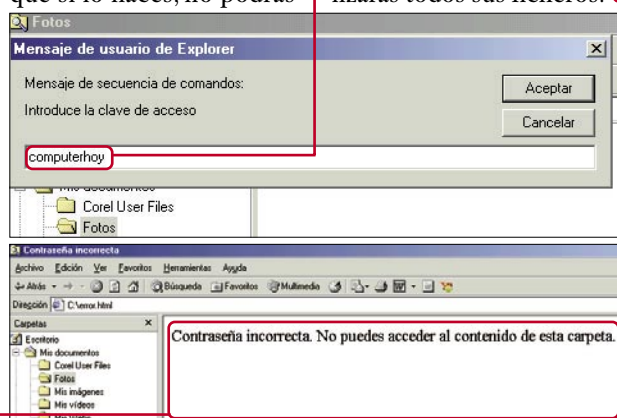 que si lo haces, no podrás
lizarás todos sus ficheros.
Fotos
Mensaje de usuario de Explorer
Mensaje de secuencia de comandos:
Introduce la clave de acceso
Aceptar
Cancelar
computerhoy
Mis documentos
Corel User Files
Fotos
Contraseña incorrecta
Archivo Edición Ver Favoritos Herramientas Ayuda
Atrás Búsqueda Favoritos Multimedia
Dirección C:\error.html
Carpetas
Escritorio
Mis documentos
Corel User Files
Fotos
Mis imágenes
Mis vídeos
Contraseña incorrecta. No puedes acceder al contenido de esta carpeta.